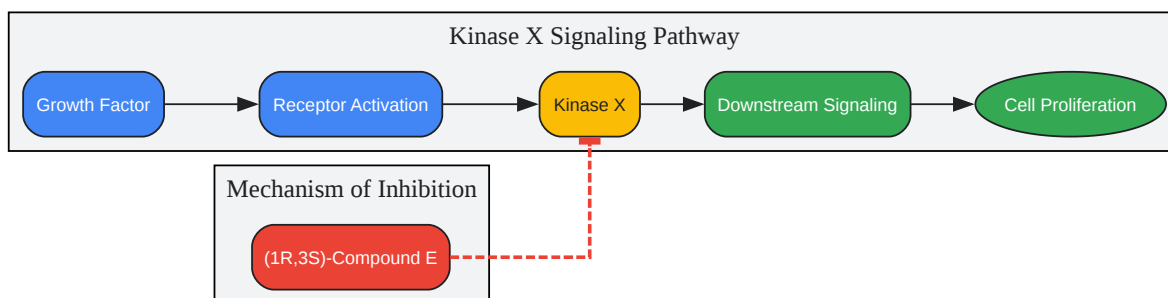 Kinase X Signaling Pathway
Growth Factor
Receptor Activation
Kinase X
Downstream Signaling
Cell Proliferation
Mechanism of Inhibition
(1R,3S)-Compound E